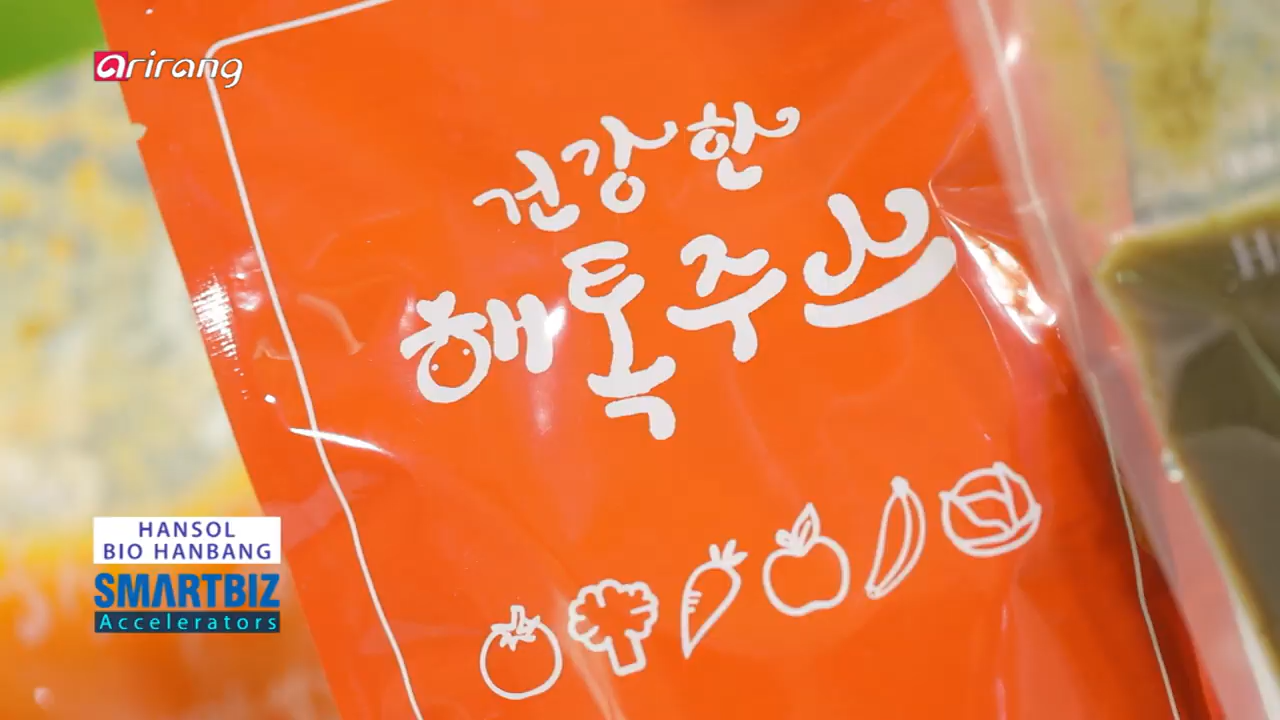 arirang
건강한
해독주스
HANSOL
BIO HANBANG
SMARTBIZ
Accelerators